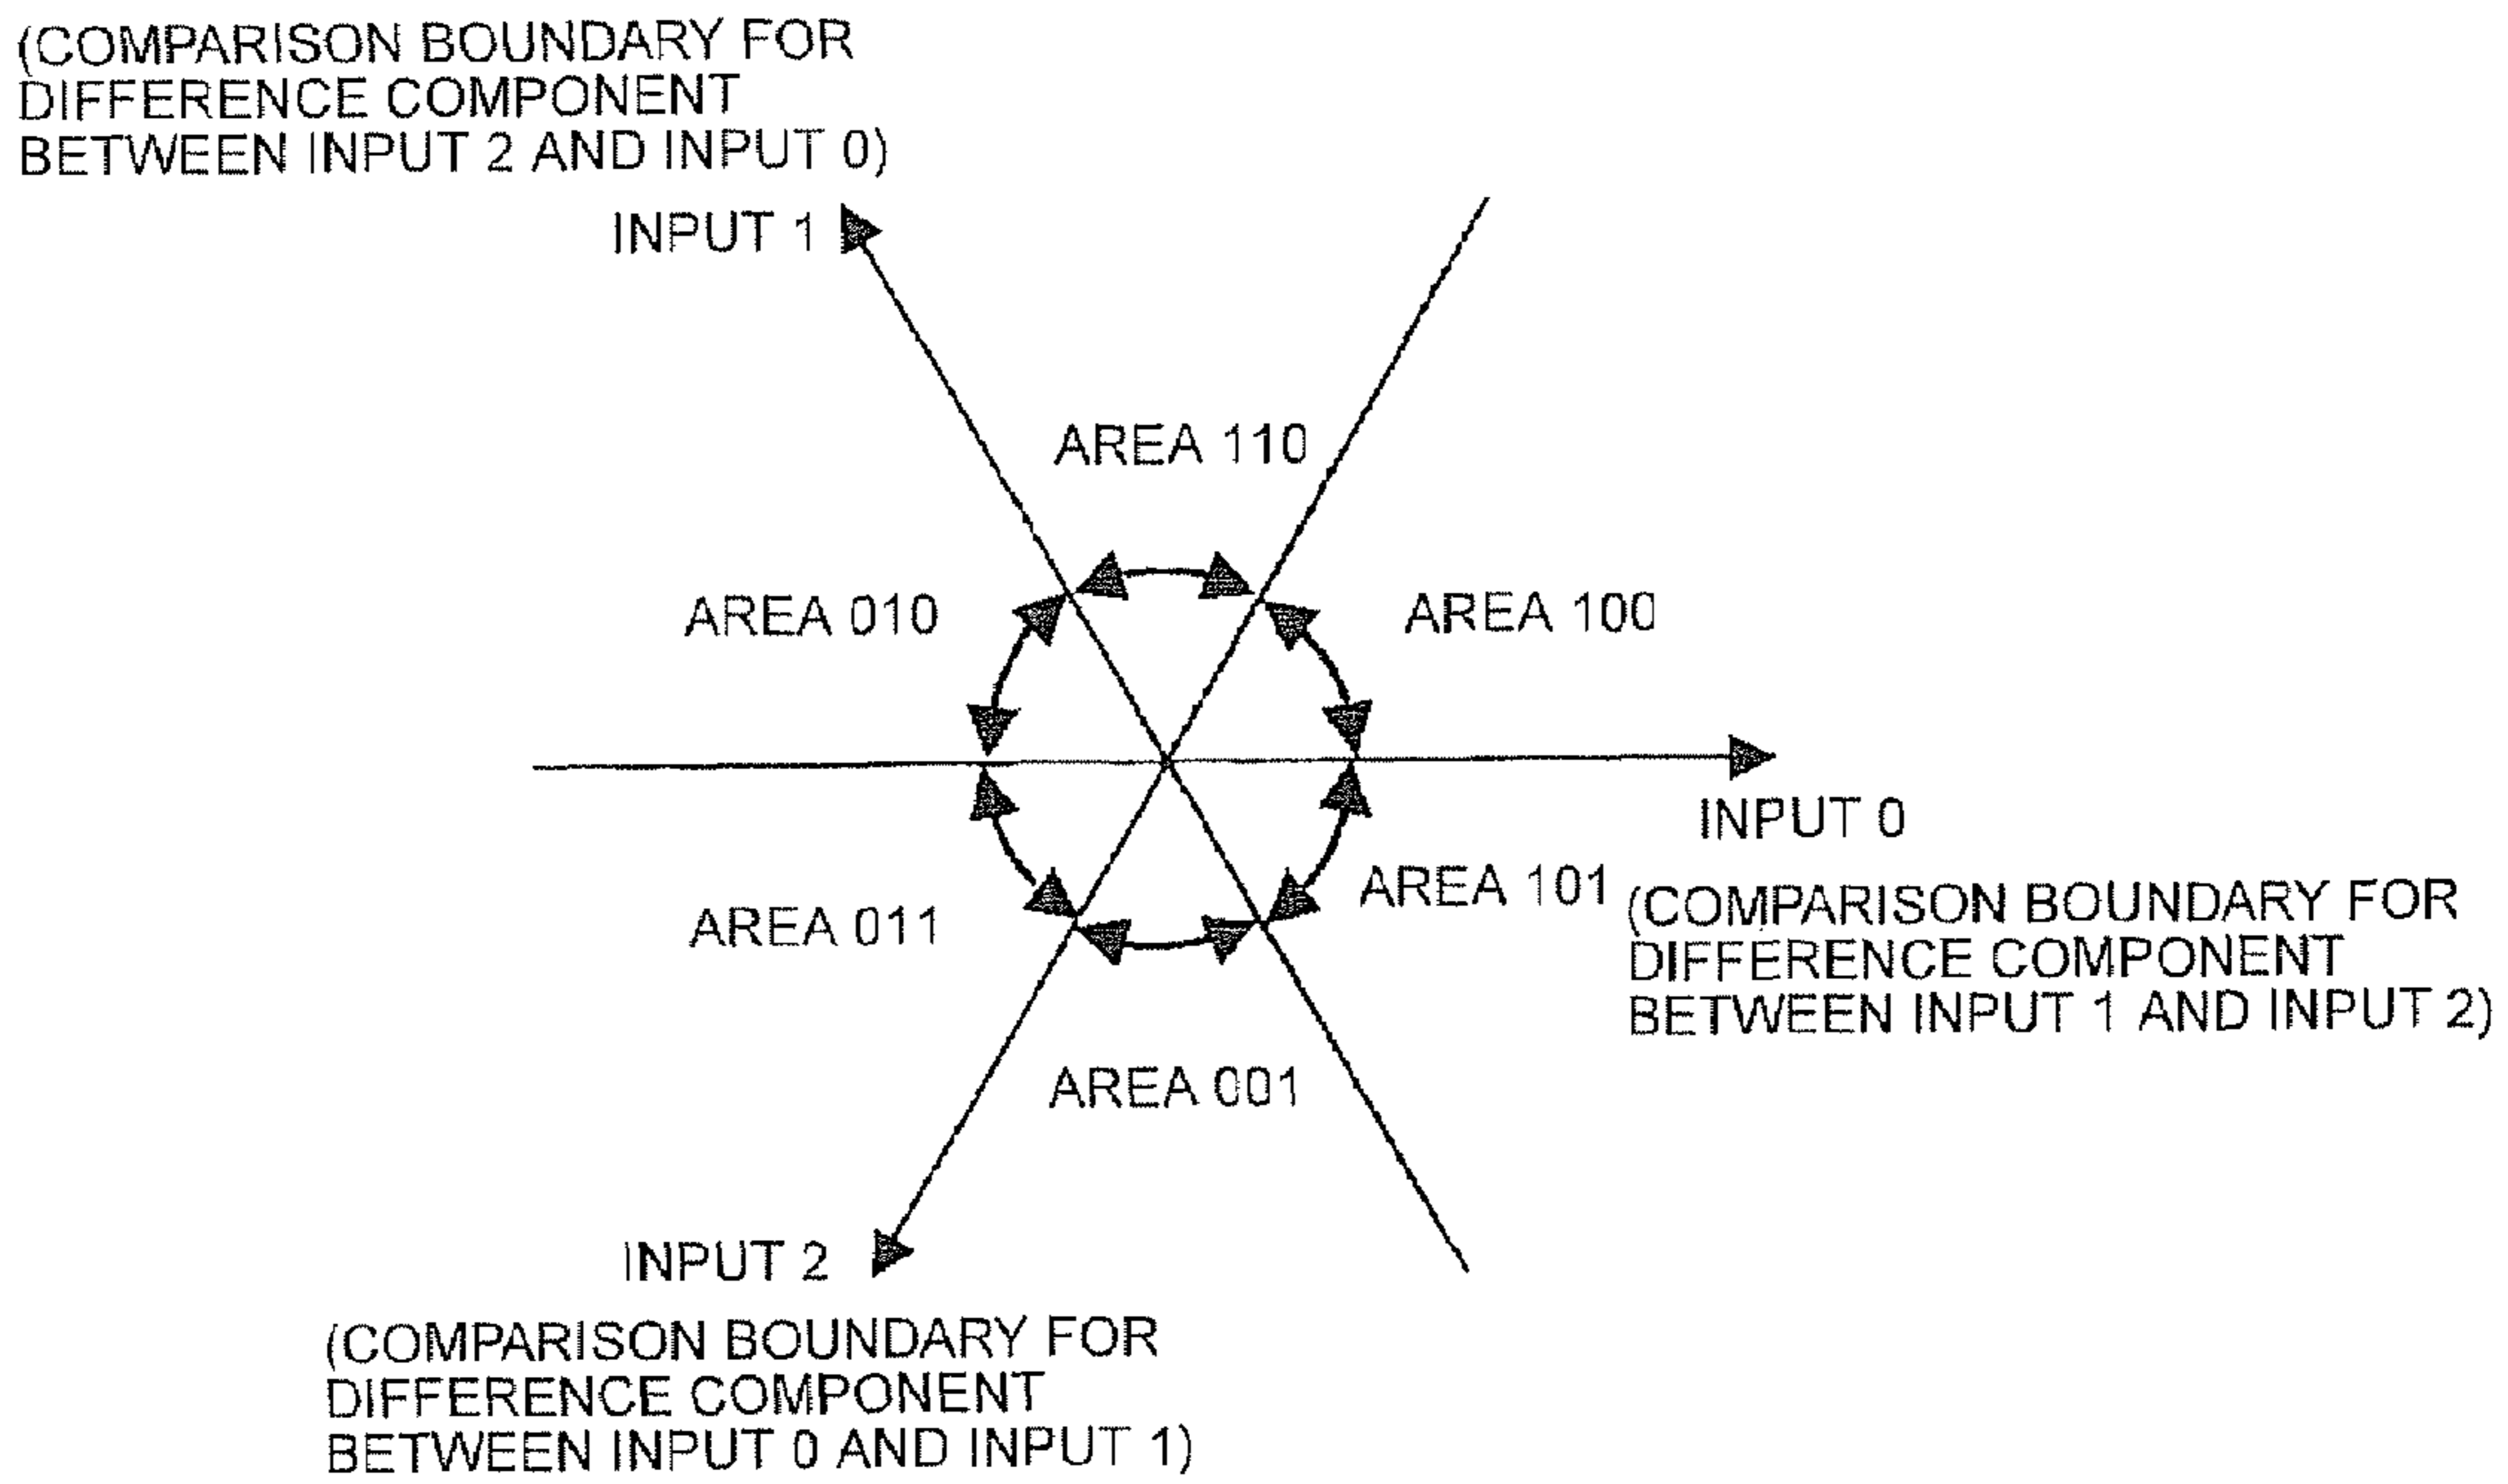 (COMPARISON BOUNDARY FOR
DIFFERENCE COMPONENT
BETWEEN INPUT 2 AND INPUT 0)
INPUT 1
AREA 110
AREA 010
AREA 100
INPUT 0
AREA 101
(COMPARISON BOUNDARY FOR
DIFFERENCE COMPONENT
BETWEEN INPUT 1 AND INPUT 2)
AREA 011
AREA 001
INPUT 2
(COMPARISON BOUNDARY FOR
DIFFERENCE COMPONENT
BETWEEN INPUT 0 AND INPUT 1)